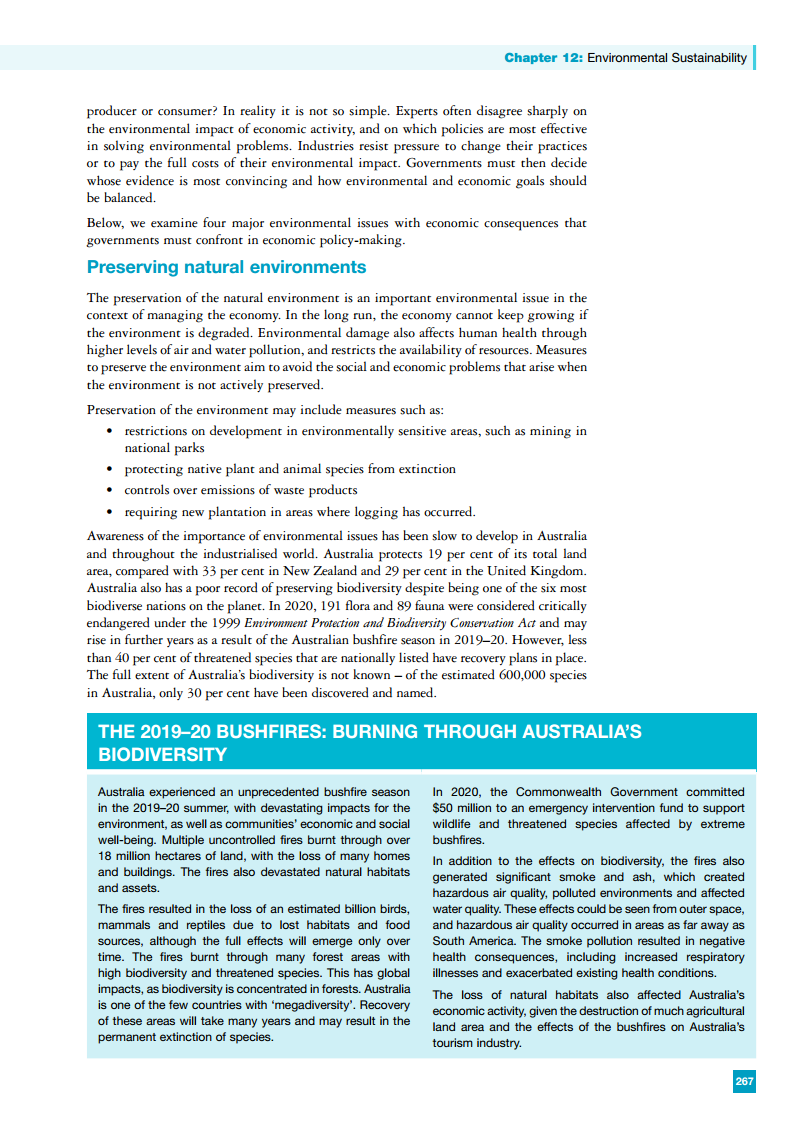 Chapter 12: Environmental Sustainability
producer or consumer? In reality it is not so simple. Experts often disagree sharply on
the environmental impact of economic activity, and on which policies are most effective
in solving environmental problems. Industries resist pressure to change their practices
or to pay the full costs of their environmental impact. Governments must then decide
whose evidence is most convincing and how environmental and economic goals should
be balanced.
Below, we examine four major environmental issues with economic consequences that
governments must confront in economic policy-making.
Preserving natural environments
The preservation of the natural environment is an important environmental issue in the
context of managing the economy. In the long run, the economy cannot keep growing if
the environment is degraded. Environmental damage also affects human health through
higher levels of air and water pollution, and restricts the availability of resources. Measures
to preserve the environment aim to avoid the social and economic problems that arise when
the environment is not actively preserved.
Preservation of the environment may include measures such as:
• restrictions on development in environmentally sensitive areas, such as mining in
national parks
• protecting native plant and animal species from extinction
• controls over emissions of waste products
• requiring new plantation in areas where logging has occurred.
Awareness of the importance of environmental issues has been slow to develop in Australia
and throughout the industrialised world. Australia protects 19 per cent of its total land
area, compared with 33 per cent in New Zealand and 29 per cent in the United Kingdom.
Australia also has a poor record of preserving biodiversity despite being one of the six most
biodiverse nations on the planet. In 2020, 191 flora and 89 fauna were considered critically
endangered under the 1999 Environment Protection and Biodiversity Conservation Act and may
rise in further years as a result of the Australian bushfire season in 2019–20. However, less
than 40 per cent of threatened species that are nationally listed have recovery plans in place.
The full extent of Australia's biodiversity is not known – of the estimated 600,000 species
in Australia, only 30 per cent have been discovered and named.
THE 2019–20 BUSHFIRES: BURNING THROUGH AUSTRALIA'S
BIODIVERSITY
Australia experienced an unprecedented bushfire season
in the 2019–20 summer, with devastating impacts for the
environment, as well as communities' economic and social
well-being. Multiple uncontrolled fires burnt through over
18 million hectares of land, with the loss of many homes
and buildings. The fires also devastated natural habitats
and assets.
The fires resulted in the loss of an estimated billion birds,
mammals and reptiles due to lost habitats and food
sources, although the full effects will emerge only over
time. The fires burnt through many forest areas with
high biodiversity and threatened species. This has global
impacts, as biodiversity is concentrated in forests. Australia
is one of the few countries with 'megadiversity'. Recovery
of these areas will take many years and may result in the
permanent extinction of species.
In 2020, the Commonwealth Government committed
$50 million to an emergency intervention fund to support
wildlife and threatened species affected by extreme
bushfires.
In addition to the effects on biodiversity, the fires also
generated significant smoke and ash, which created
hazardous air quality, polluted environments and affected
water quality. These effects could be seen from outer space,
and hazardous air quality occurred in areas as far away as
South America. The smoke pollution resulted in negative
health consequences, including increased respiratory
illnesses and exacerbated existing health conditions.
The loss of natural habitats also affected Australia's
economic activity, given the destruction of much agricultural
land area and the effects of the bushfires on Australia's
tourism industry.
267